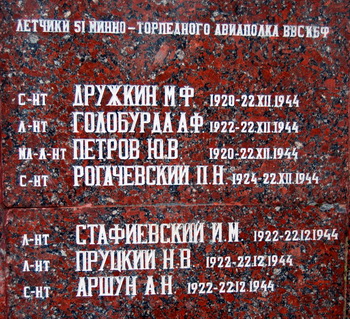 ЛЕТЧИКИ 51 МИННО-ТОРПЕДНОГО АВИАПОЛКА ВВС КБФ
С-НТ ДРУЖКИН М.Ф. 1920-22.XII.1944
Л-НТ ГОЛОБУРДА А.Ф. 1922-22.XII.1944
МЛ-Л-НТ ПЕТРОВ Ю.В 1920-22.XII.1944
С-НТ РОГАЧЕВСКИЙ П.Н. 1924-22.XII.1944
Л-НТ СТАФИЕВСКИЙ И.М. 1922-22.12.1944
Л-НТ ПРУЦКИЙ Н.В. 1922-22.12.1944
С-НТ АРШУН А.Н. 1922-22.12.1944